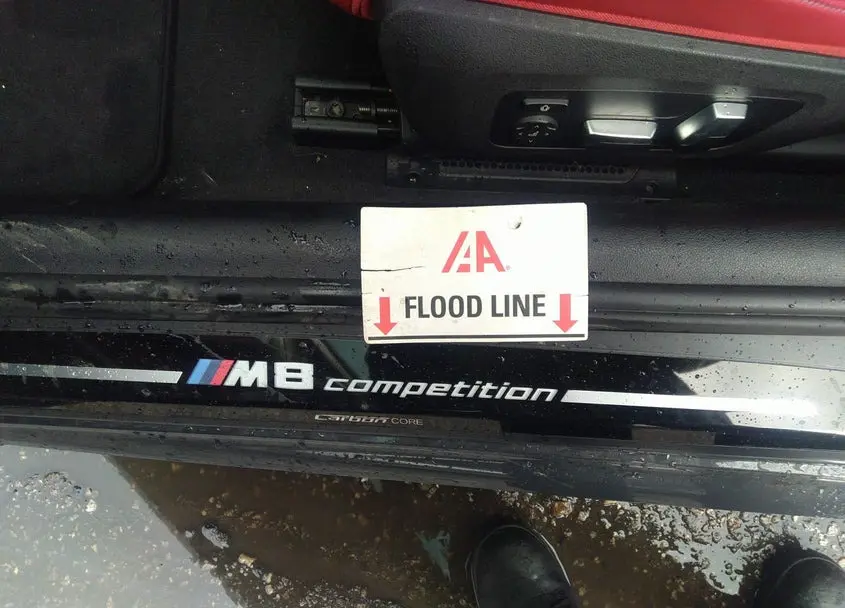 IAA
FLOOD LINE
M8 competition
Carbon CORE